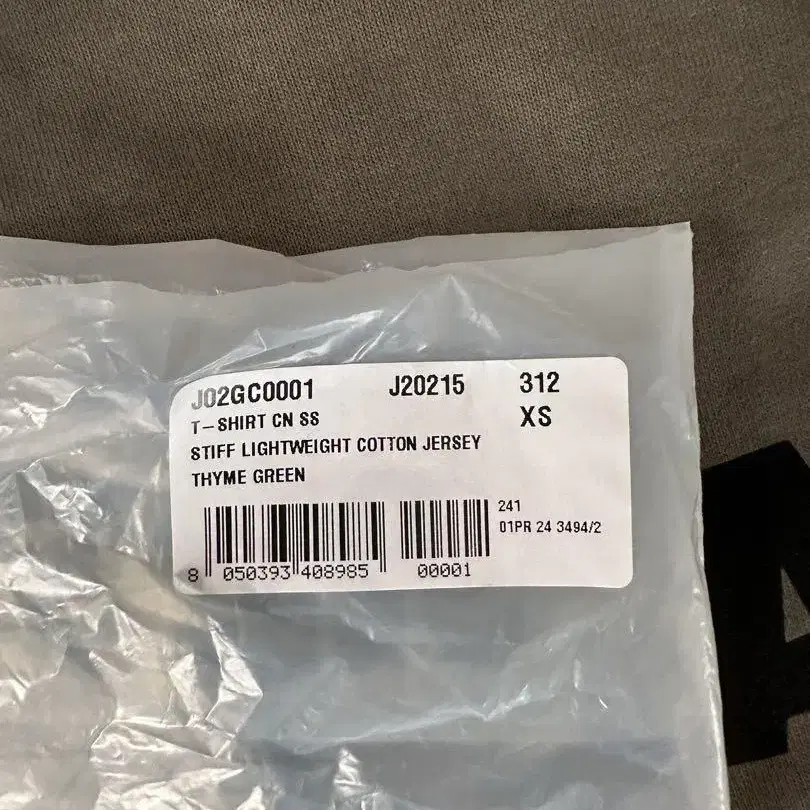 J02GC0001 J20215 312
T-SHIRT CN SS XS
STIFF LIGHTWEIGHT COTTON JERSEY
THYME GREEN
241
01PR 24 3494/2
8 050393 408985 00001